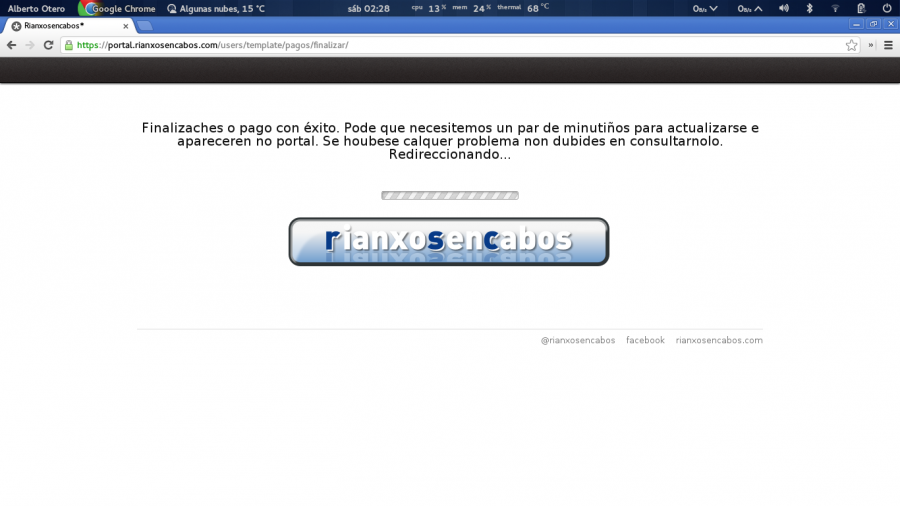 Alberto Otero Google Chrome Algunas nubes, 15 °C sáb 02:28 cpu 13 % mem 24 % thermal 68 °C 0B/s 0B/s
Rianxosencabos* ×
https://portal.rianxosencabos.com/users/template/pagos/finalizar/ »
Finalizaches o pago con éxito. Pode que necesitemos un par de minutiños para actualizarse e
apareceren no portal. Se houbese calquer problema non dubides en consultarnolo.
Redireccionando...
rianxosencabos
@rianxosencabos facebook rianxosencabos.com